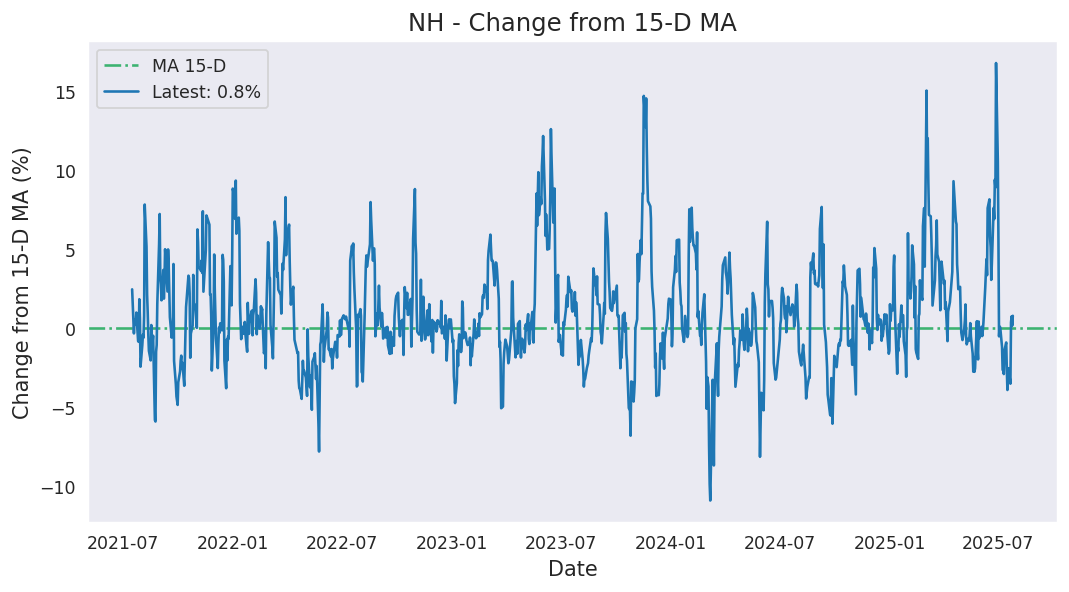 NH - Change from 15-D MA
MA 15-D
Latest: 0.8%
Change from 15-D MA (%)
15
10
5
0
−5
−10
2021-07 2022-01 2022-07 2023-01 2023-07 2024-01 2024-07 2025-01 2025-07
Date